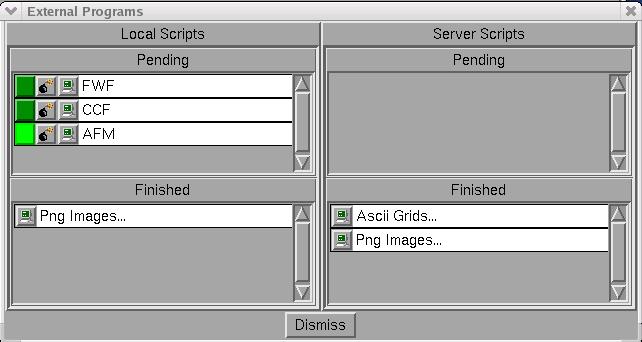 External Programs
Local Scripts
Server Scripts
Pending
Pending
FWF
CCF
AFM
Finished
Finished
Png Images...
Ascii Grids...
Png Images...
Dismiss